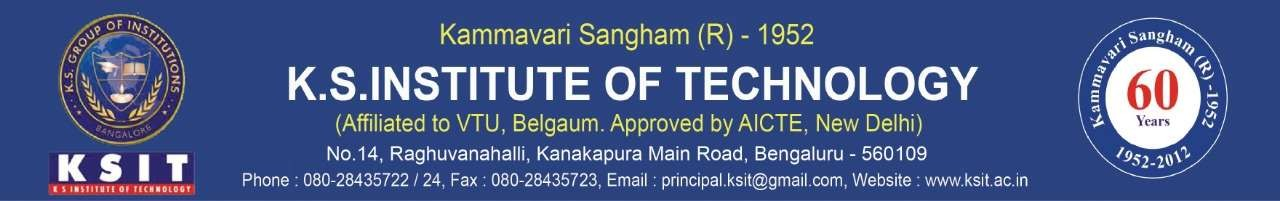 K.S. GROUP OF INSTITUTIONS
BANGALORE
KSIT
K S INSTITUTE OF TECHNOLOGY
Kammavari Sangham (R) - 1952
K.S.INSTITUTE OF TECHNOLOGY
(Affiliated to VTU, Belgaum. Approved by AICTE, New Delhi)
No.14, Raghuvanahalli, Kanakapura Main Road, Bengaluru - 560109
Phone : 080-28435722 / 24, Fax : 080-28435723, Email : principal.ksit@gmail.com, Website : www.ksit.ac.in
Kammavari Sangham (R) -1952
60
Years
1952-2012